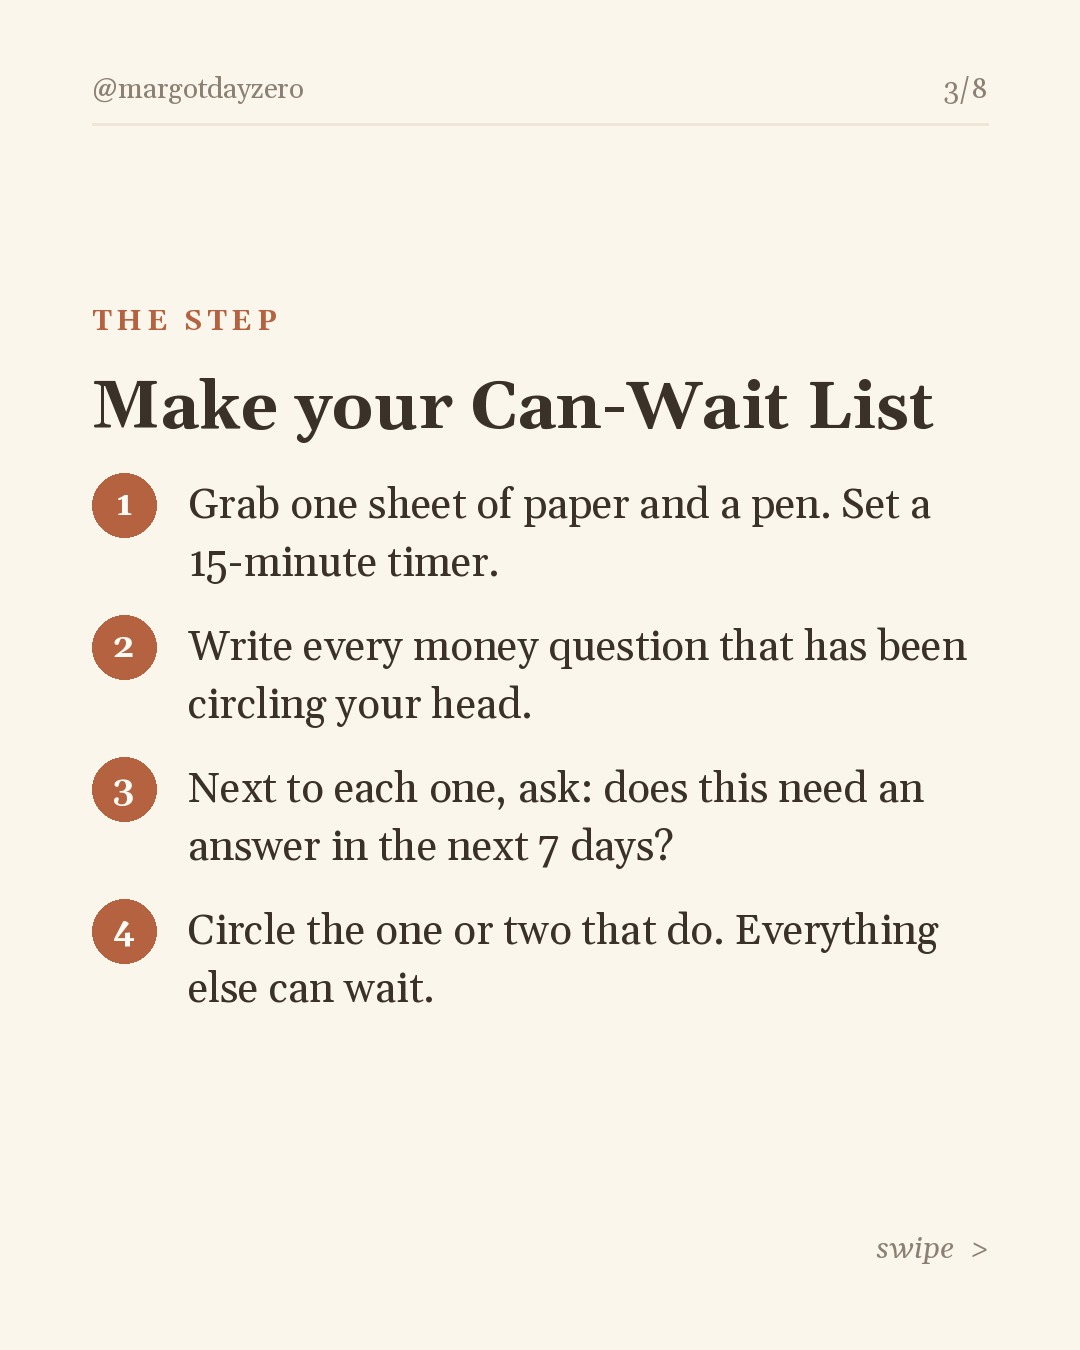 @margotdayzero
3/8
THE STEP
Make your Can-Wait List
1 Grab one sheet of paper and a pen. Set a
15-minute timer.
2 Write every money question that has been
circling your head.
3 Next to each one, ask: does this need an
answer in the next 7 days?
4 Circle the one or two that do. Everything
else can wait.
swipe >